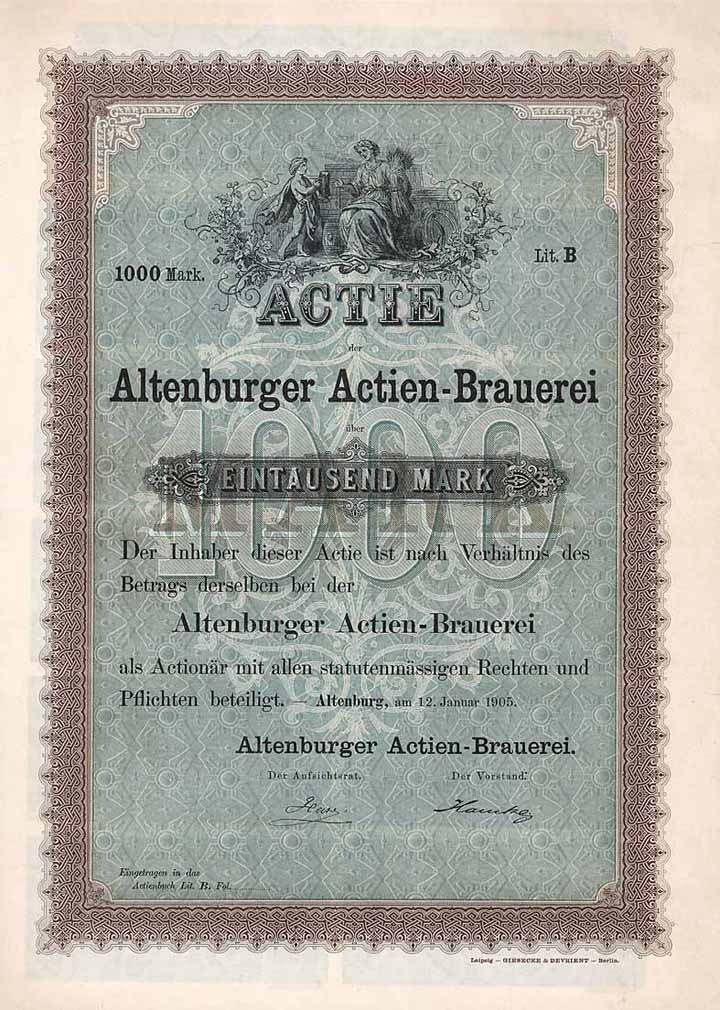 1000 Mark.
Lit. B
ACTIE
der
Altenburger Actien-Brauerei
über
1000
EINTAUSEND MARK
MARK
Der Inhaber dieser Actie ist nach Verhältnis des
Betrags derselben bei der
Altenburger Actien-Brauerei
als Actionär mit allen statutenmässigen Rechten und
Pflichten beteiligt. — Altenburg, am 12. Januar 1905.
Altenburger Actien-Brauerei.
Der Aufsichtsrat.
Der Vorstand.
Eingetragen in das
Actienbuch Lit. B. Fol.
Leipzig – GIESECKE & DEVRIENT – Berlin.